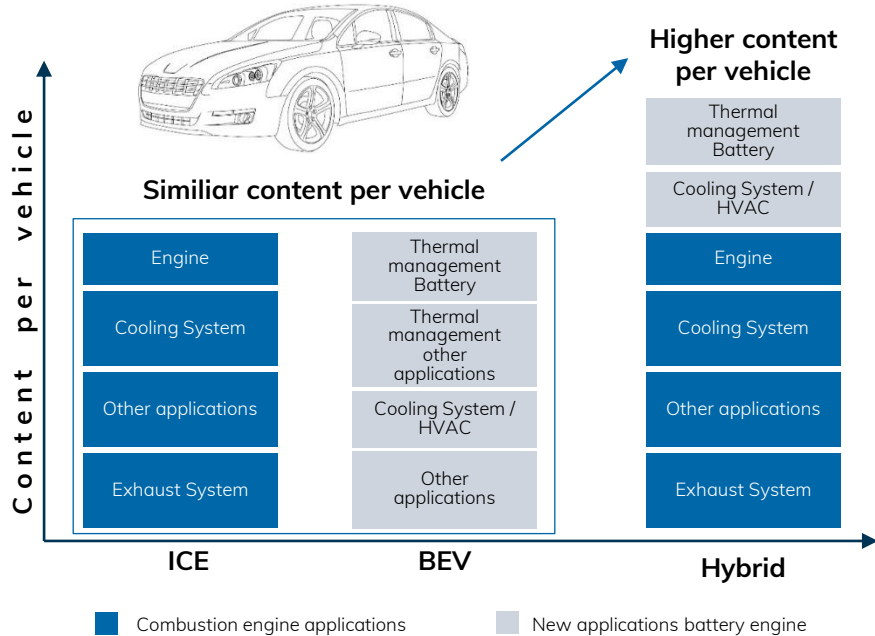 Higher content
per vehicle
Content per vehicle
Similiar content per vehicle
Engine
Cooling System
Other applications
Exhaust System
Thermal
management
Battery
Thermal
management
other
applications
Cooling System /
HVAC
Other
applications
Thermal
management
Battery
Cooling System /
HVAC
Engine
Cooling System
Other applications
Exhaust System
ICE
BEV
Hybrid
Combustion engine applications
New applications battery engine